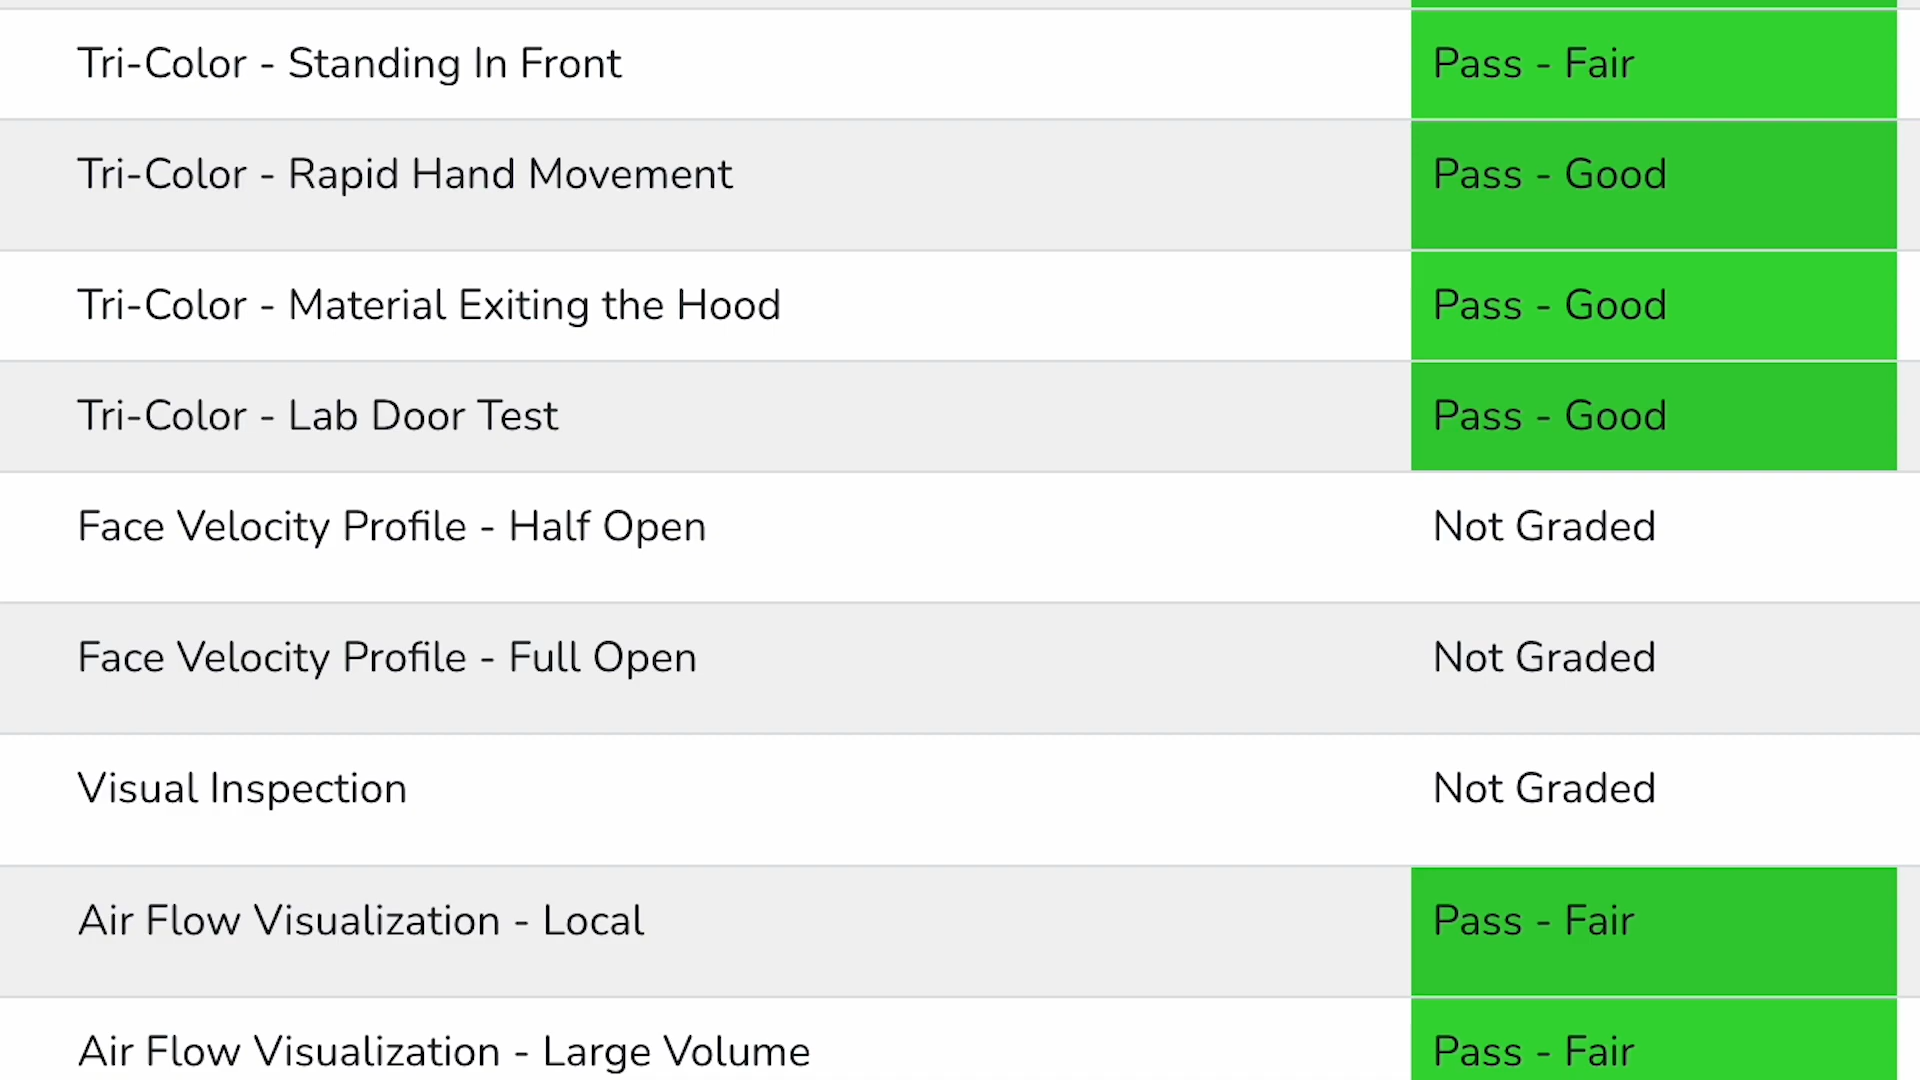 Tri-Color - Standing In Front Pass - Fair
Tri-Color - Rapid Hand Movement Pass - Good
Tri-Color - Material Exiting the Hood Pass - Good
Tri-Color - Lab Door Test Pass - Good
Face Velocity Profile - Half Open Not Graded
Face Velocity Profile - Full Open Not Graded
Visual Inspection Not Graded
Air Flow Visualization - Local Pass - Fair
Air Flow Visualization - Large Volume Pass - Fair